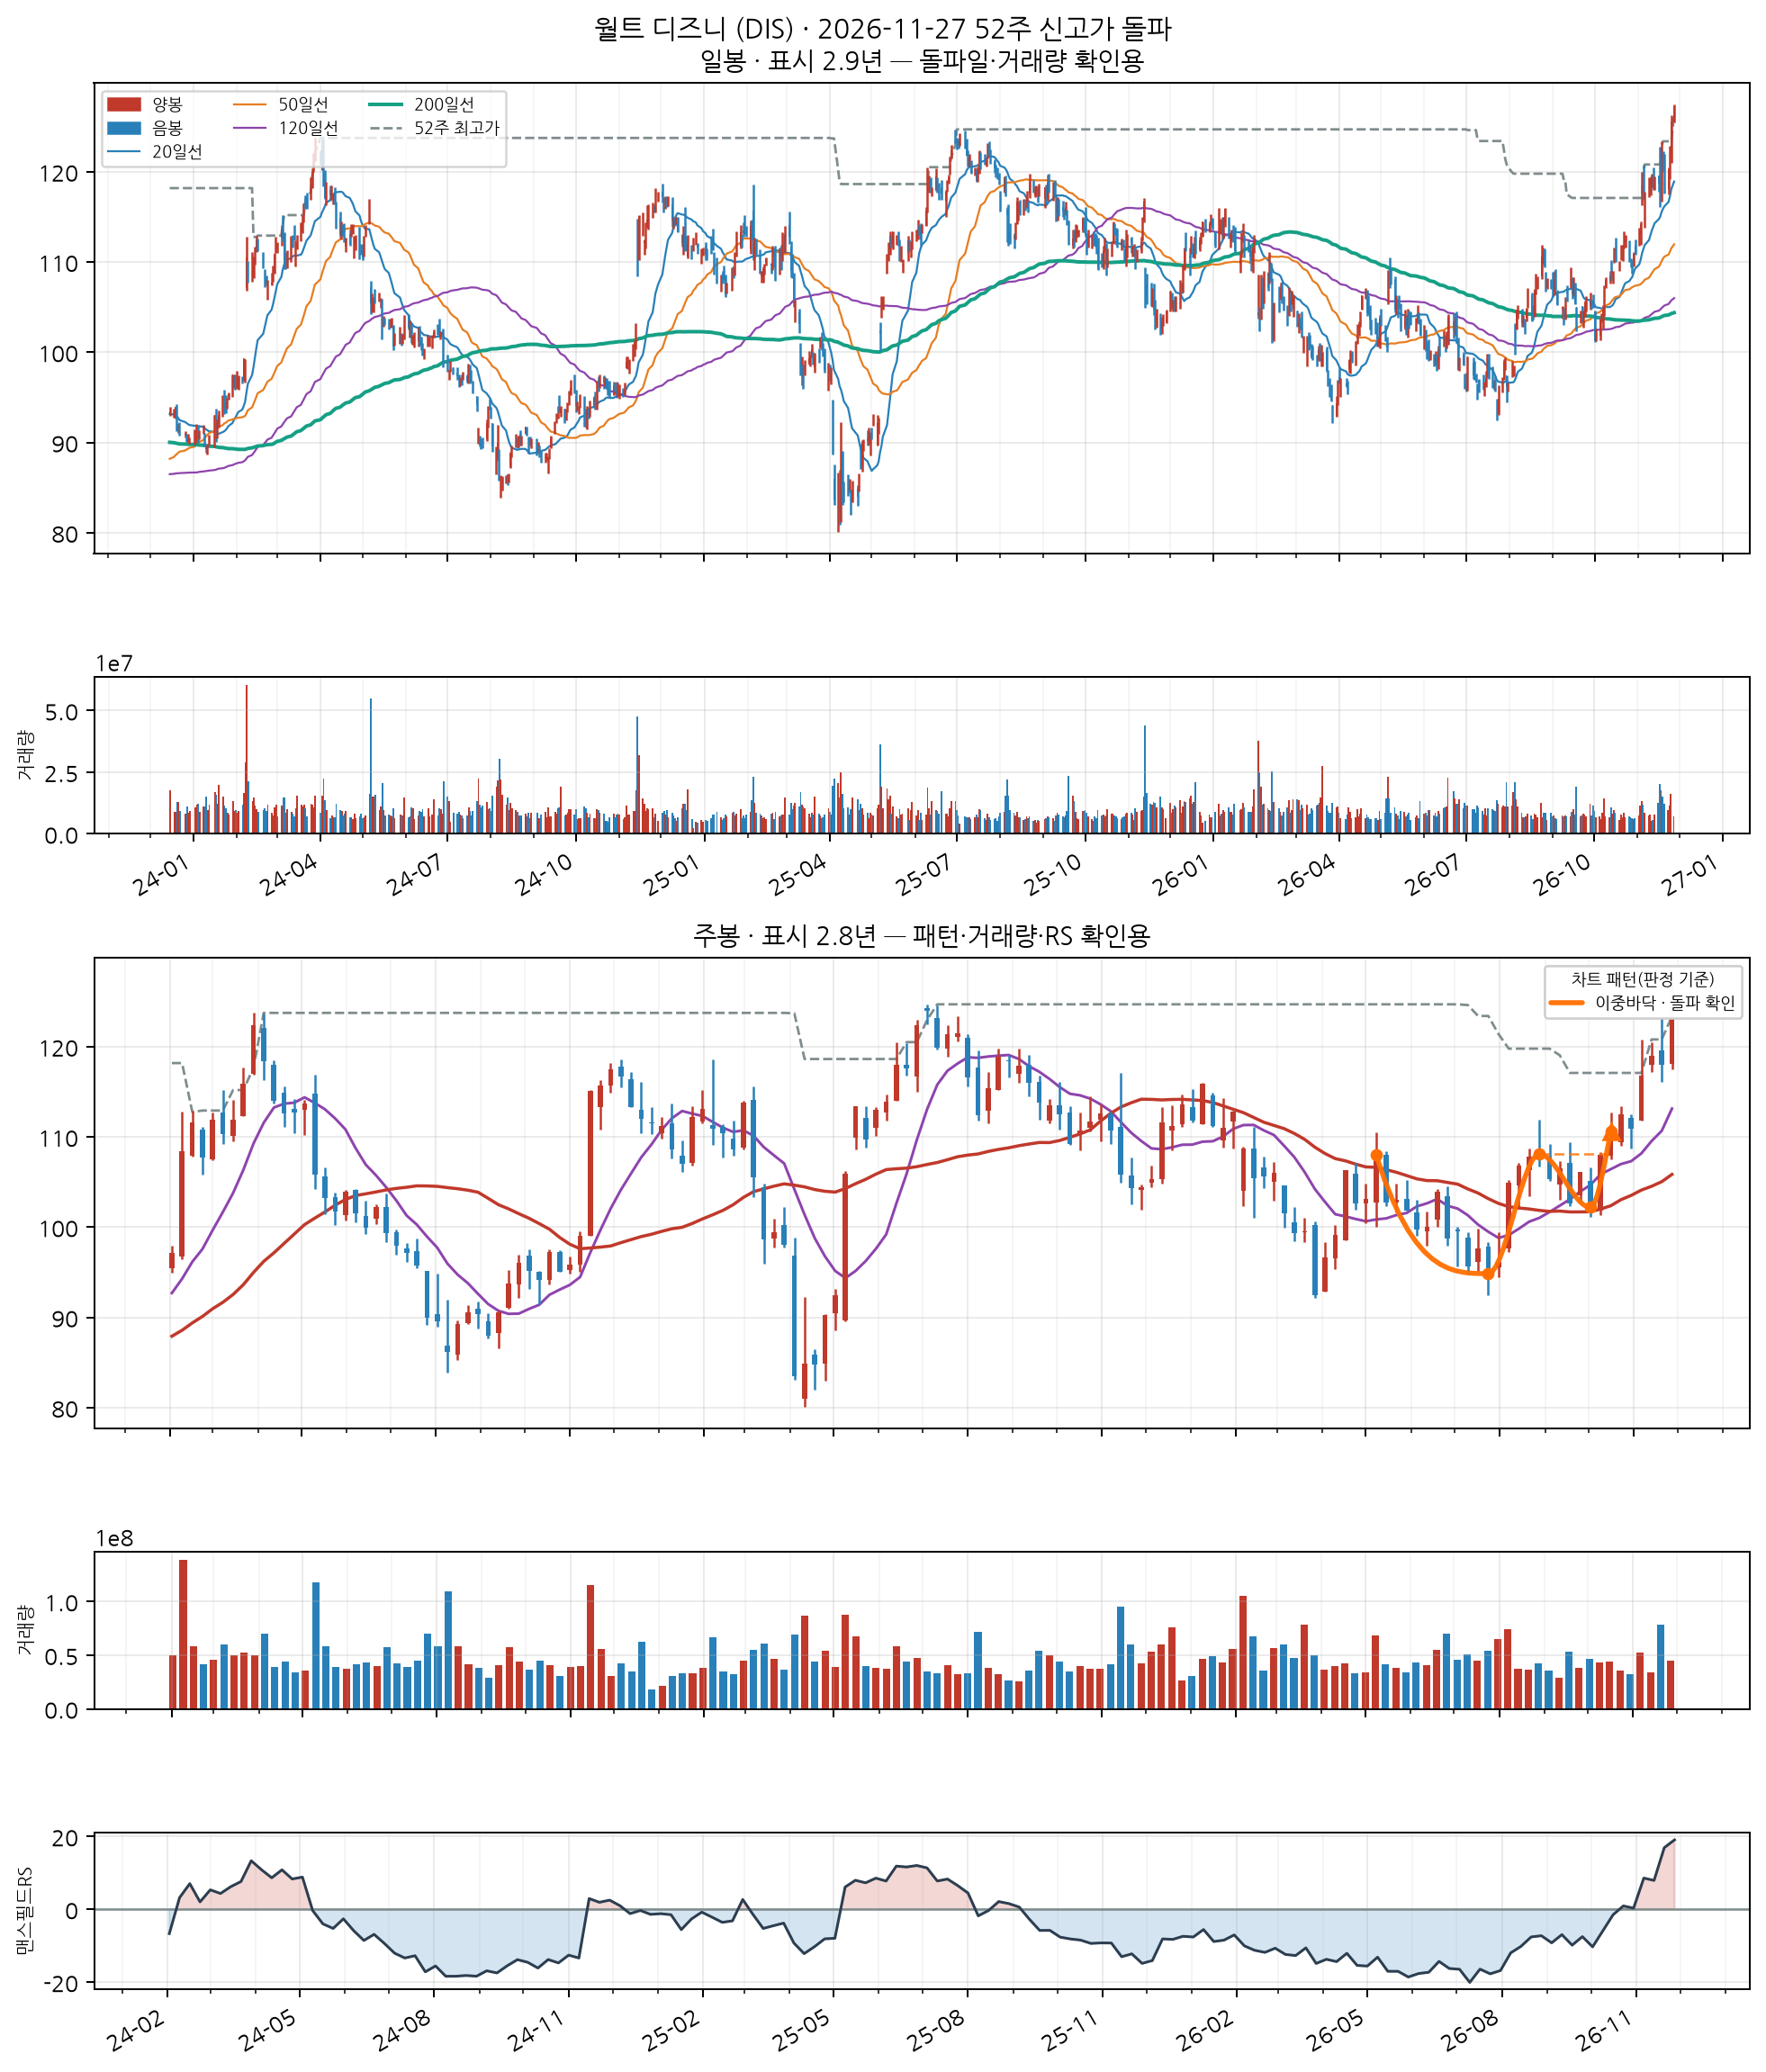 월트 디즈니 (DIS) · 2026-11-27 52주 신고가 돌파
일봉 · 표시 2.9년 — 돌파일·거래량 확인용
양봉
음봉
20일선
50일선
120일선
200일선
52주 최고가
120
110
100
90
80
1e7
거래량
5.0
2.5
0.0
24-01
24-04
24-07
24-10
25-01
25-04
25-07
25-10
26-01
26-04
26-07
26-10
27-01
주봉 · 표시 2.8년 — 패턴·거래량·RS 확인용
차트 패턴(판정 기준)
이중바닥 · 돌파 확인
120
110
100
90
80
1e8
거래량
1.0
0.5
0.0
맨스필드RS
20
0
-20
24-02
24-05
24-08
24-11
25-02
25-05
25-08
25-11
26-02
26-05
26-08
26-11